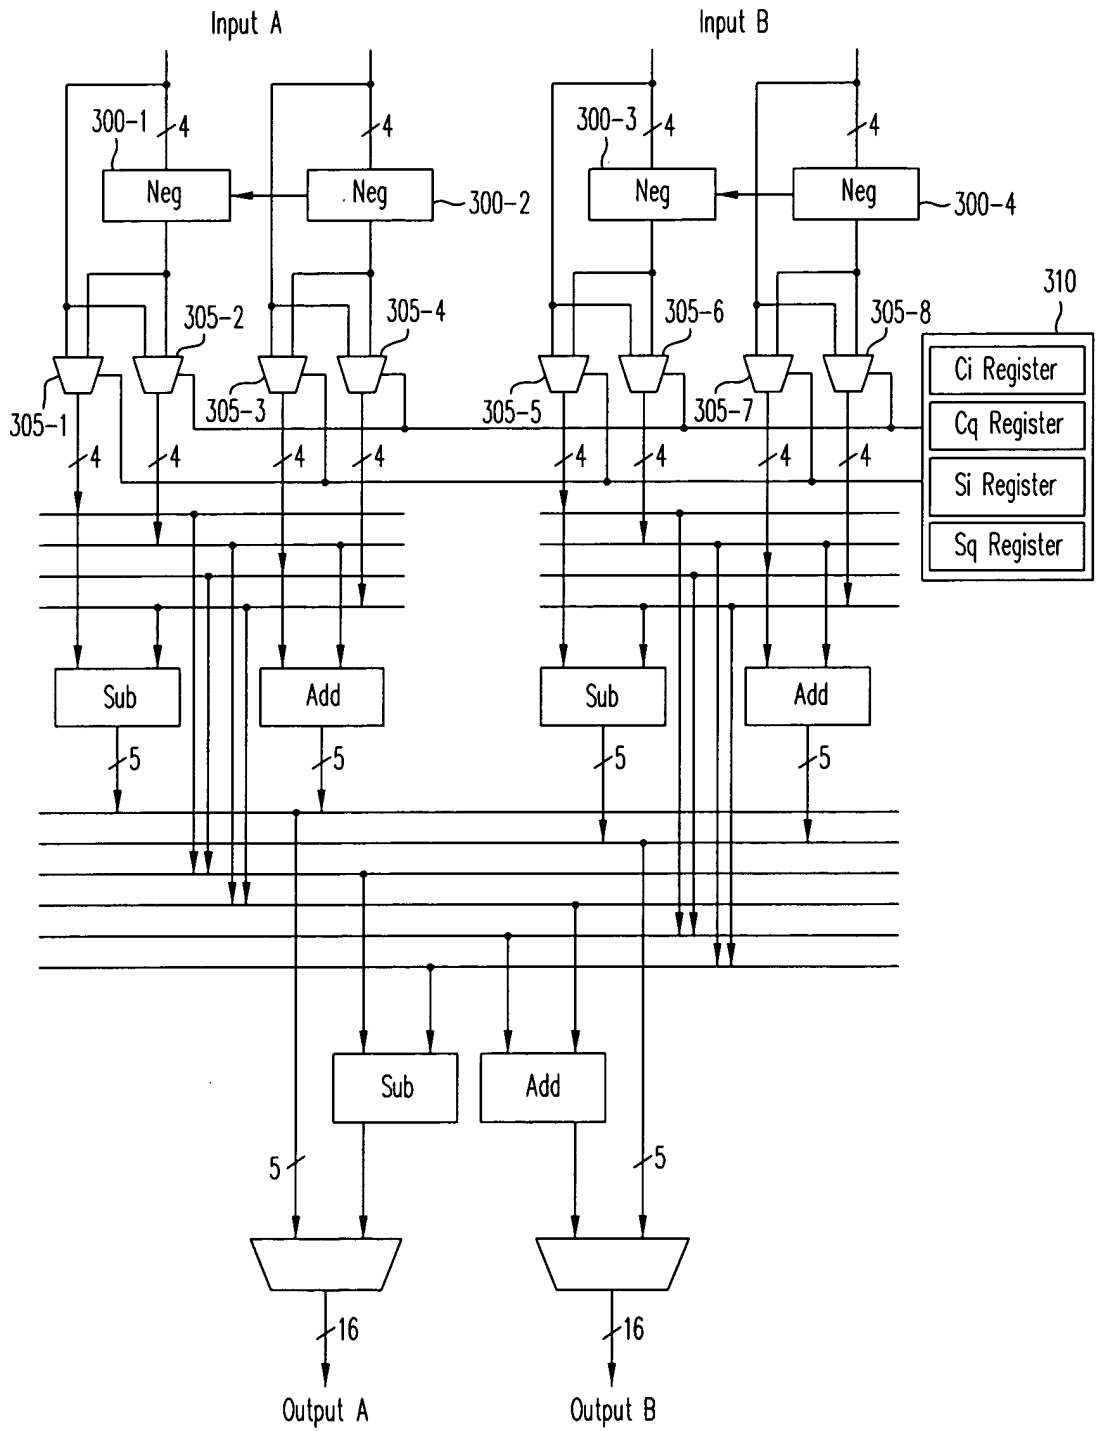 Input A
Input B
300-1
4
4
300-3
4
4
Neg
Neg
300-2
Neg
Neg
300-4
310
305-2
305-4
305-6
305-8
Ci Register
305-1
305-3
305-5
305-7
Cq Register
4
4
4
4
4
4
4
4
Si Register
Sq Register
Sub
Add
Sub
Add
5
5
5
5
Sub
Add
5
5
16
16
Output A
Output B